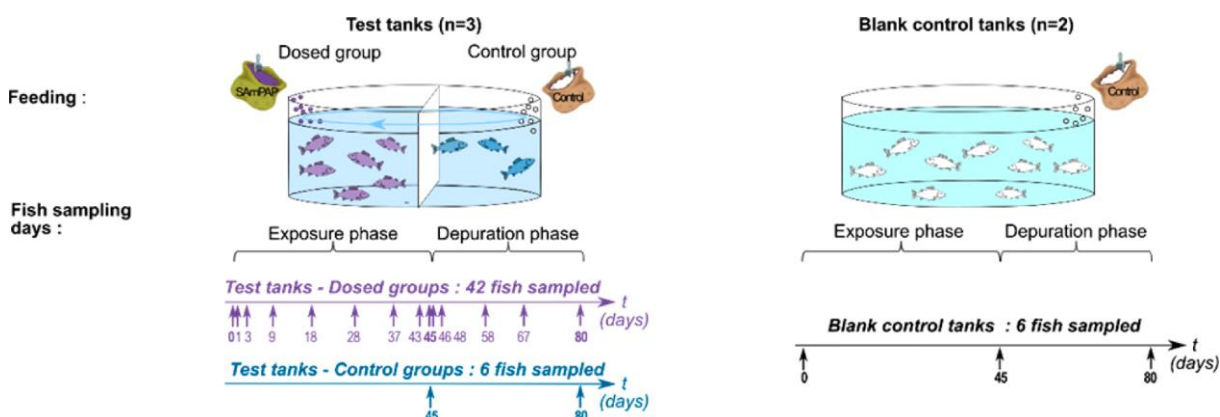 Test tanks (n=3)
Blank control tanks (n=2)
Dosed group
Control group
Feeding :
SAmPAP
Control
Control
Fish sampling
days :
Exposure phase
Depuration phase
Exposure phase
Depuration phase
Test tanks - Dosed groups : 42 fish sampled
t
(days)
0 1 3 9 18 28 37 43 45 46 48 58 67 80
Blank control tanks : 6 fish sampled
t
(days)
0 45 80
Test tanks - Control groups : 6 fish sampled
t
(days)
45 80